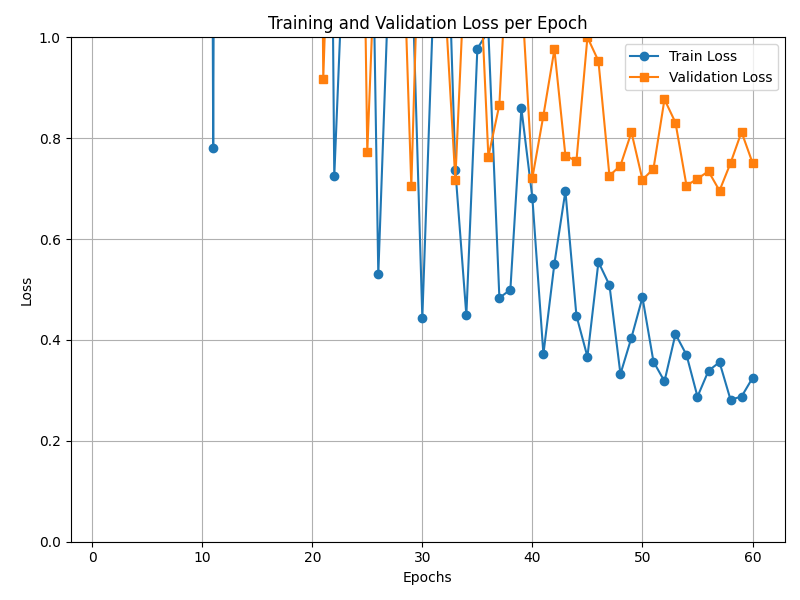 Training and Validation Loss per Epoch
Train Loss
Validation Loss
1.0
0.8
0.6
0.4
0.2
0.0
Loss
0 10 20 30 40 50 60
Epochs